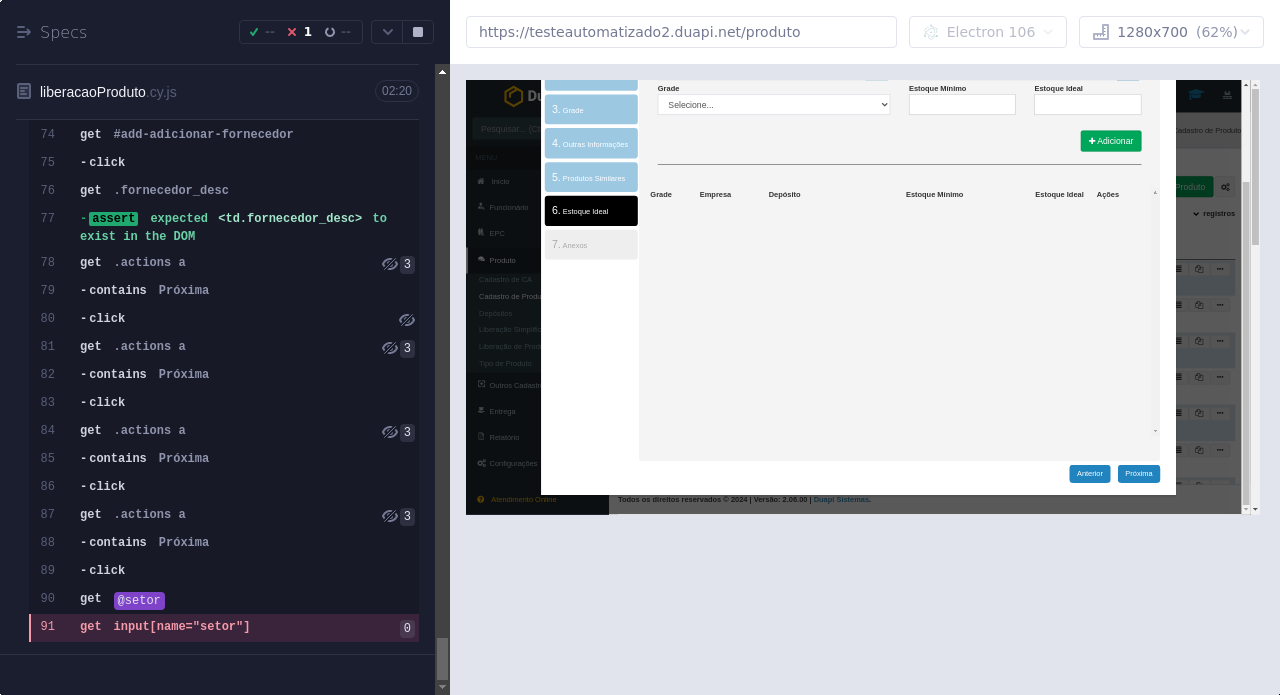 Specs
--
1
--
liberacaoProduto.cy.js
02:20
74 get #add-adicionar-fornecedor
75 -click
76 get .fornecedor_desc
77 -assert expected <td.fornecedor_desc> to
exist in the DOM
78 get .actions a 3
79 -contains Próxima
80 -click
81 get .actions a 3
82 -contains Próxima
83 -click
84 get .actions a 3
85 -contains Próxima
86 -click
87 get .actions a 3
88 -contains Próxima
89 -click
90 get @setor
91 get input[name="setor"] 0
https://testeautomatizado2.duapi.net/produto
Electron 106
1280x700 (62%)
Du
Pesquisar... (C
MENU
Início
Funcionário
EPC
Produto
Cadastro de CA
Cadastro de Produ
Depósitos
Liberação Simplific
Liberação de Prod
Tipo de Produto
Outros Cadastr
Entrega
Relatório
Configurações
Atendimento Online
3. Grade
4. Outras Informações
5. Produtos Similares
6. Estoque Ideal
7. Anexos
Grade
Selecione...
Estoque Mínimo
Estoque Ideal
Adicionar
Grade Empresa Depósito Estoque Mínimo Estoque Ideal Ações
Anterior
Próxima
Cadastro de Produto
Produto
registros
Todos os direitos reservados © 2024 | Versão: 2.06.00 | Duapi Sistemas.